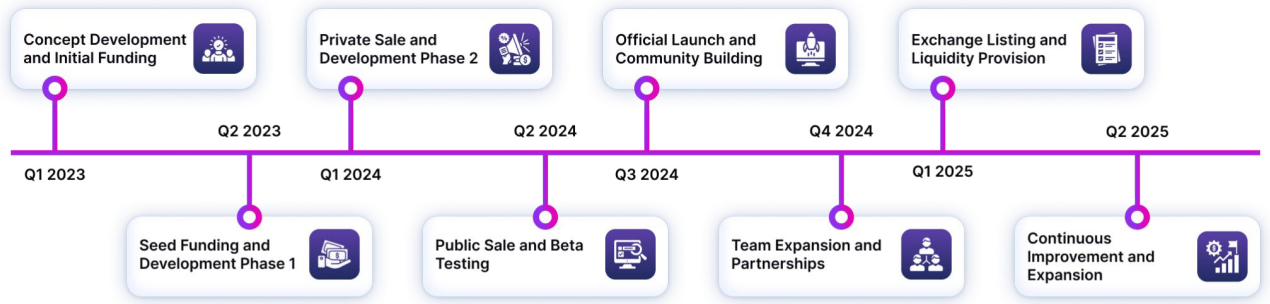 Concept Development
and Initial Funding
Private Sale and
Development Phase 2
Official Launch and
Community Building
Exchange Listing and
Liquidity Provision
Q2 2023
Q2 2024
Q4 2024
Q2 2025
Q1 2023
Q1 2024
Q3 2024
Q1 2025
Seed Funding and
Development Phase 1
Public Sale and Beta
Testing
Team Expansion and
Partnerships
Continuous
Improvement and
Expansion